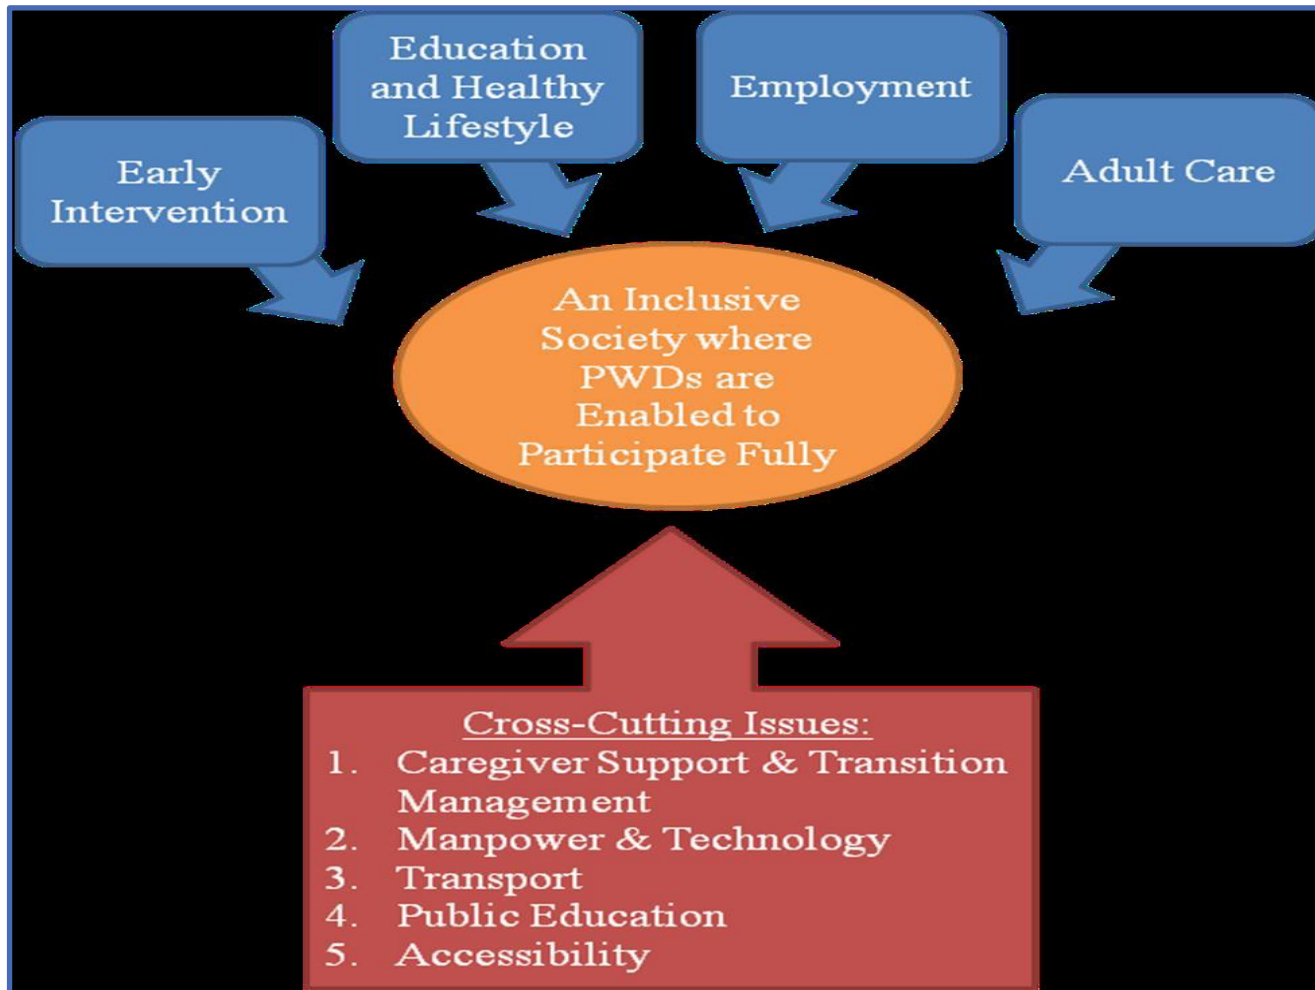 Education
and Healthy
Lifestyle
Employment
Early
Intervention
Adult Care
An Inclusive
Society where
PWDs are
Enabled to
Participate Fully
Cross-Cutting Issues:
1. Caregiver Support & Transition
Management
2. Manpower & Technology
3. Transport
4. Public Education
5. Accessibility